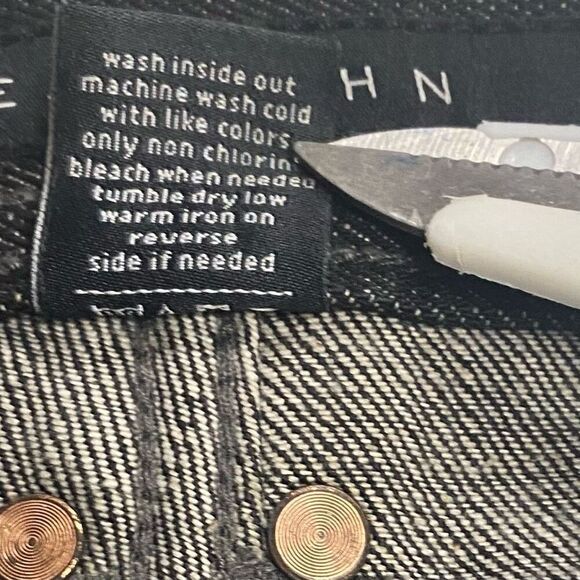 E
H N
wash inside out
machine wash cold
with like colors
only non chlorin
bleach when needed
tumble dry low
warm iron on
reverse
side if needed